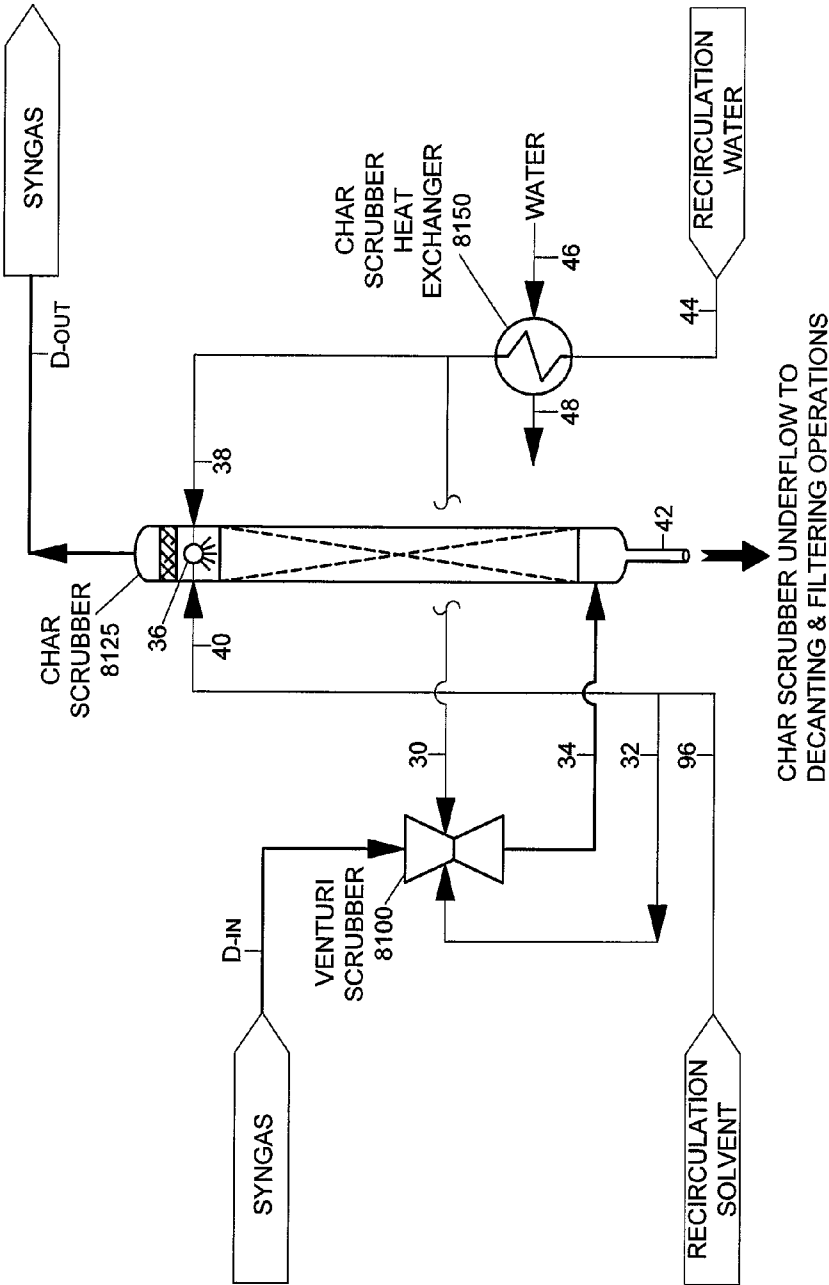 SYNGAS
D-OUT
CHAR
SCRUBBER
8125
36
40
38
CHAR
SCRUBBER
HEAT
EXCHANGER
8150
WATER
46
48
44
RECIRCULATION
WATER
SYNGAS
D-IN
VENTURI
SCRUBBER
8100
30
34
32
96
RECIRCULATION
SOLVENT
42
CHAR SCRUBBER UNDERFLOW TO
DECANTING & FILTERING OPERATIONS